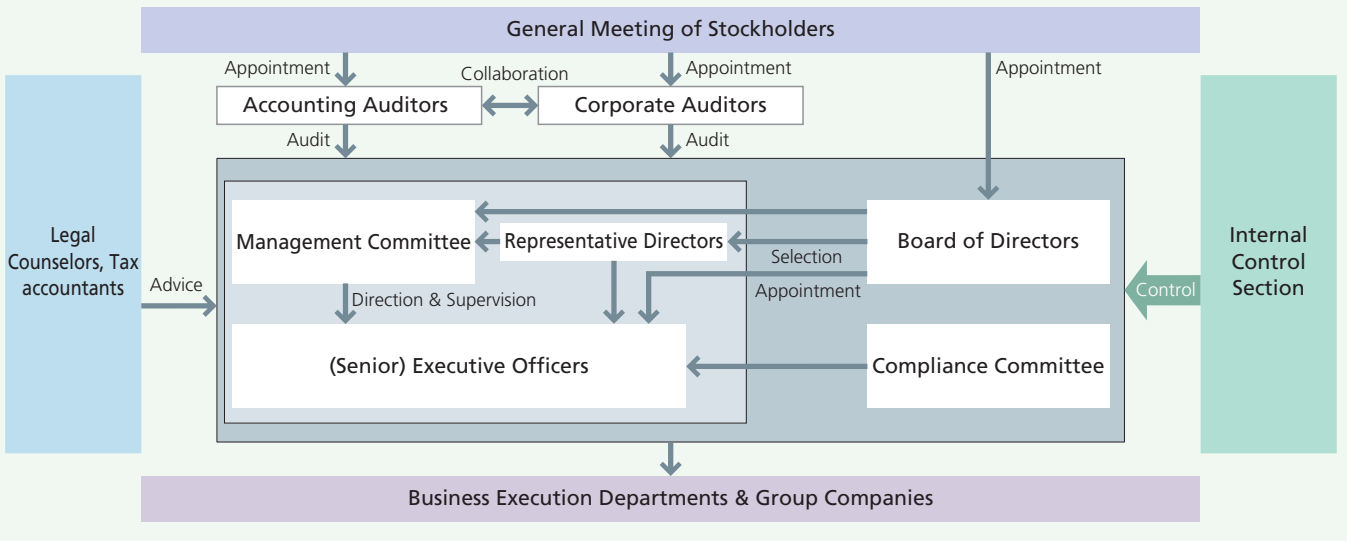 General Meeting of Stockholders
Appointment
Collaboration
Appointment
Appointment
Accounting Auditors
Corporate Auditors
Audit
Audit
Legal
Counselors, Tax
accountants
Advice
Management Committee
Representative Directors
Board of Directors
Selection
Appointment
Direction & Supervision
(Senior) Executive Officers
Compliance Committee
Control
Internal
Control
Section
Business Execution Departments & Group Companies